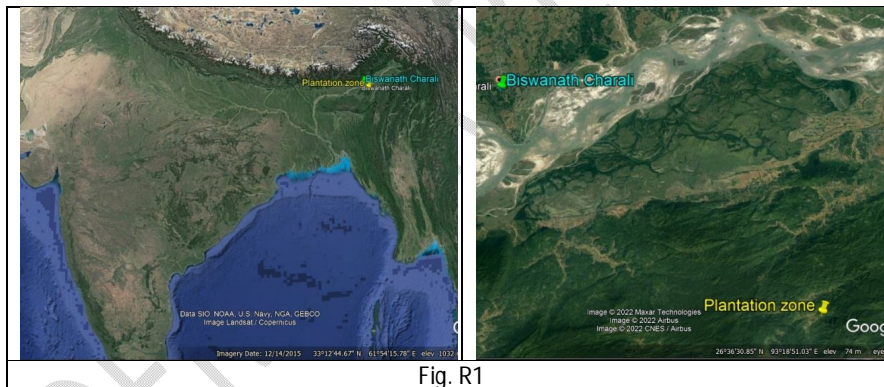 Plantation zone
Biswanath Charali
Biswanath Charali
Data SIO, NOAA, U.S. Navy, NGA, GEBCO
Image Landsat / Copernicus
Imagery Date: 12/14/2015 33°12'44.67" N 61°54'15.78" E elev 1032
Biswanath Charali
rali
Plantation zone
Image © 2022 Maxar Technologies
Image © 2022 Airbus
Image © 2022 CNES / Airbus
Goog
26°36'30.85" N 93°18'51.03" E elev 74 m eye
Fig. R1